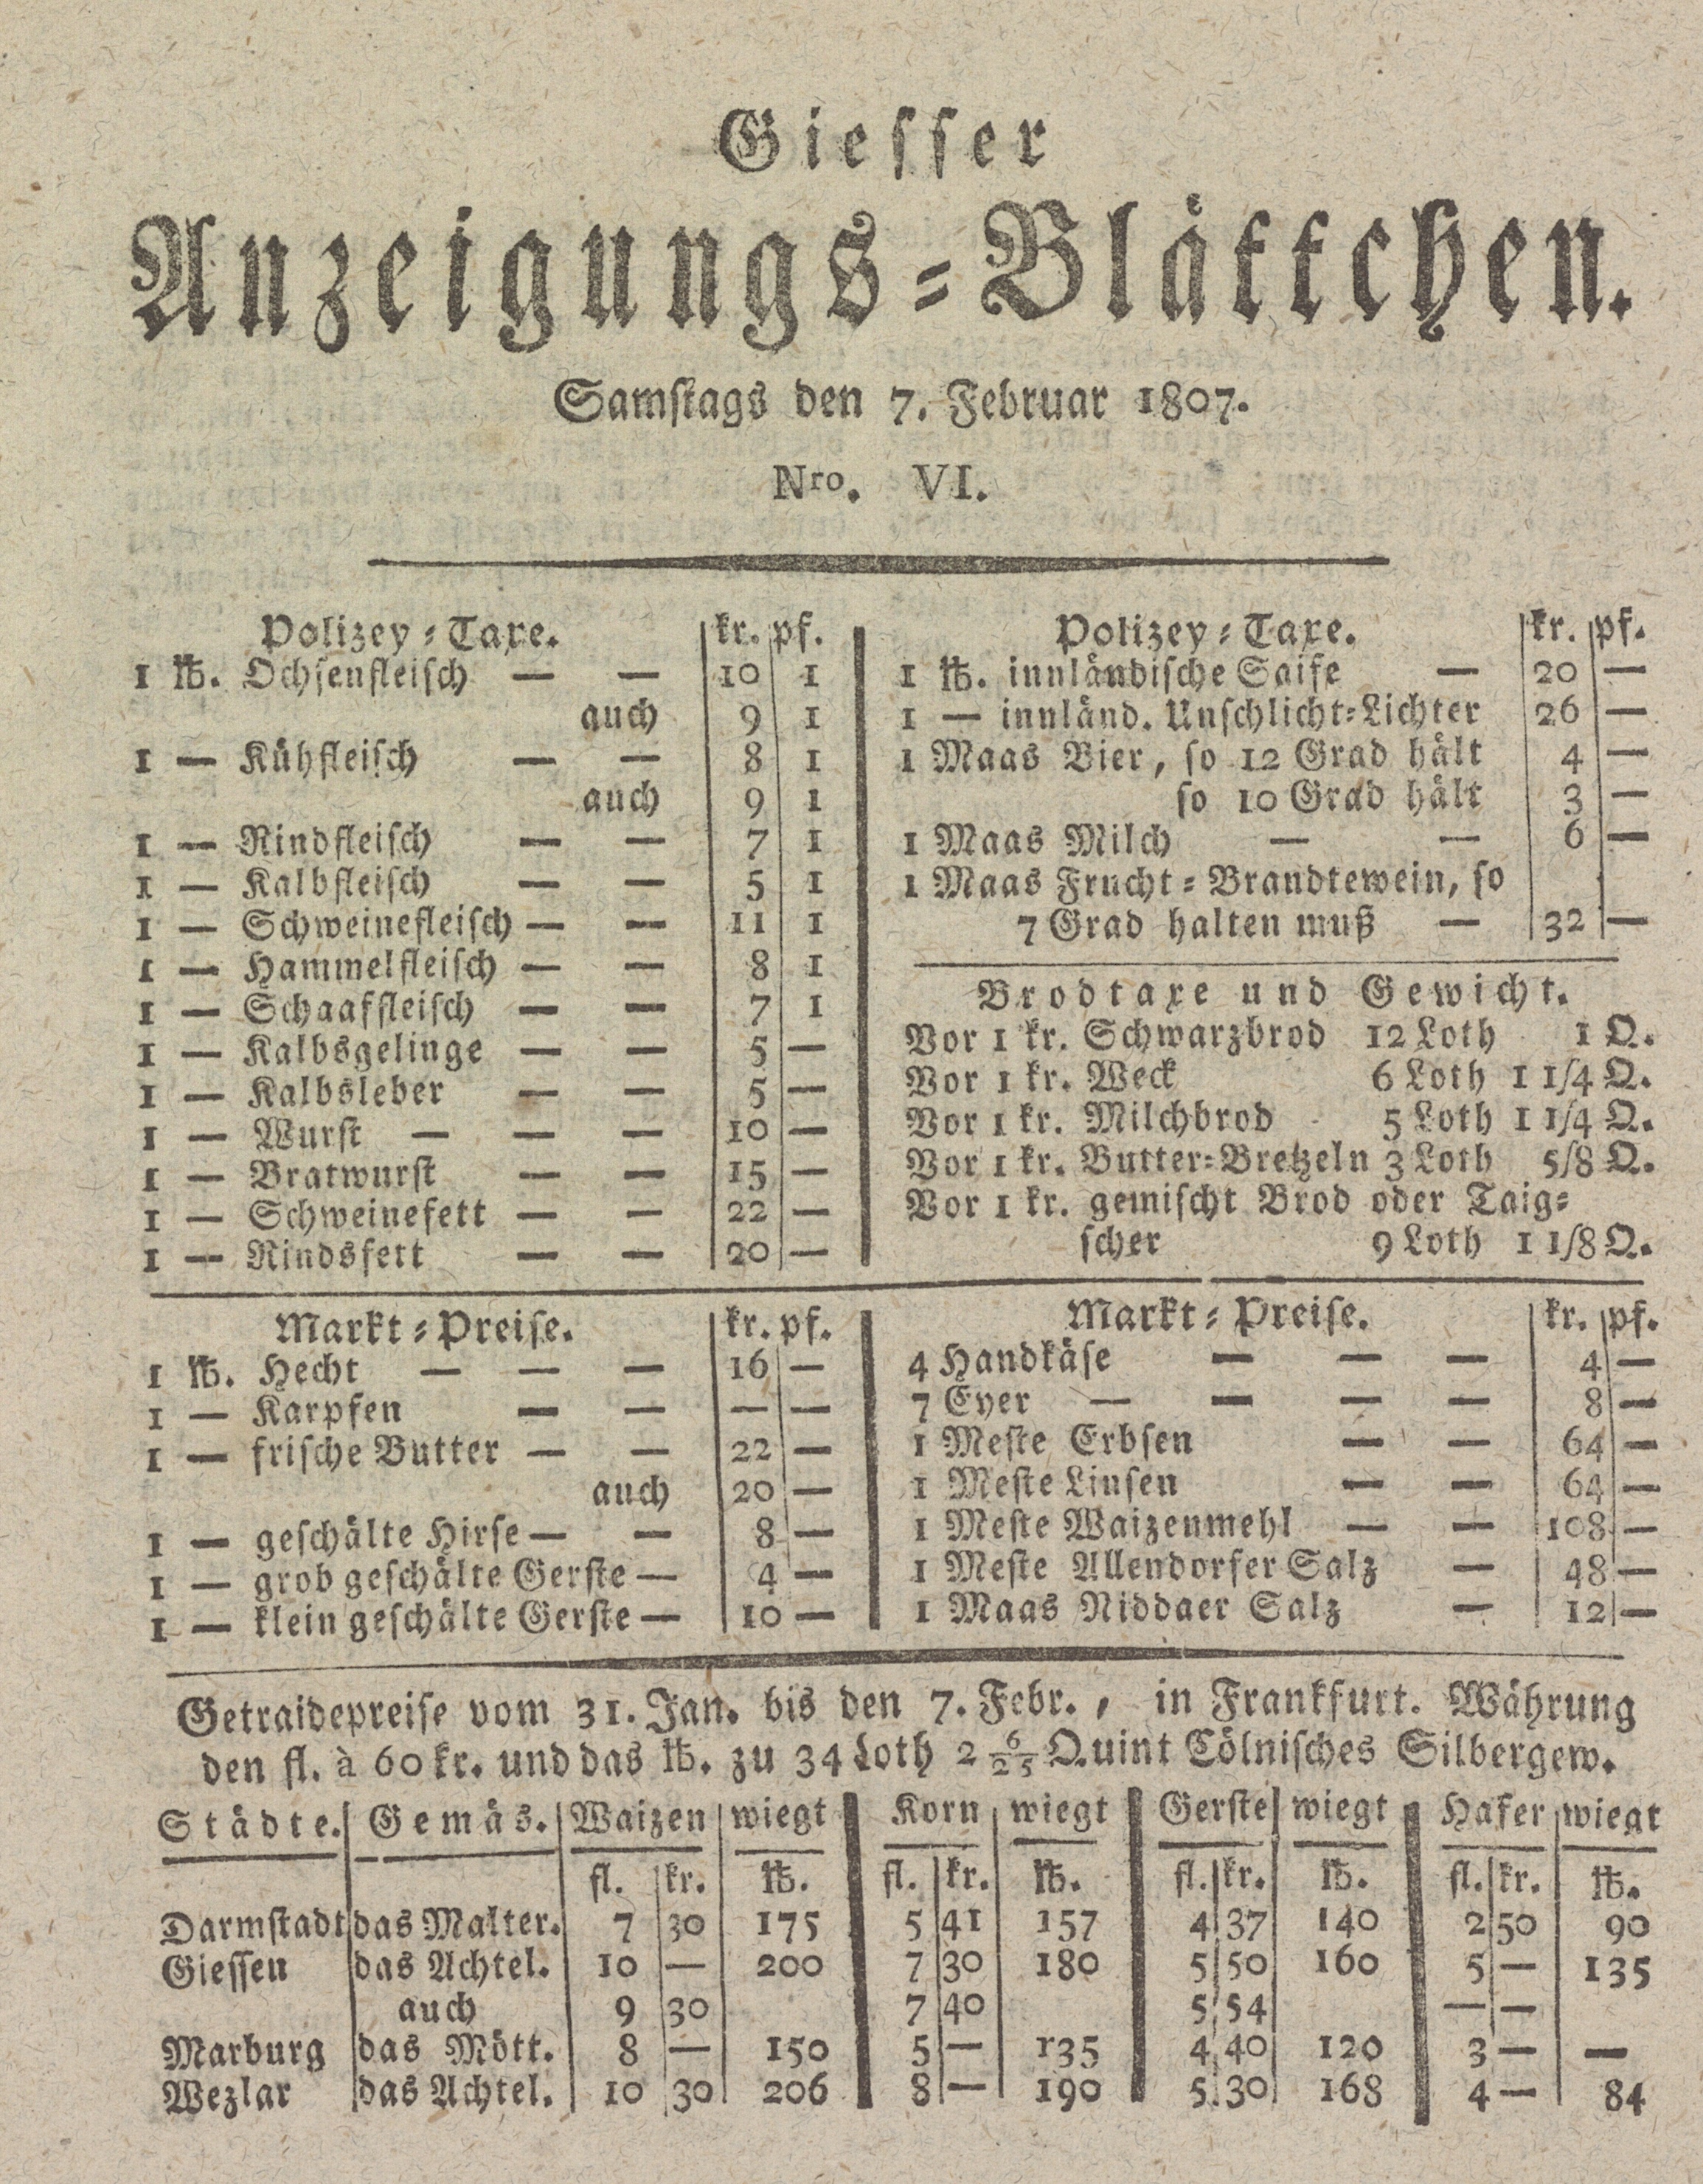 Giesser
Anzeigungs-Blättchen.
Samstags den 7. Februar 1807.
Nro. VI.
Polizey-Taxe. kr. pf.
1 ℔. Ochsenfleisch — — 10 1
auch 9 1
1 — Kühfleisch — — 8 1
auch 9 1
1 — Rindfleisch — — 7 1
1 — Kalbfleisch — — 5 1
1 — Schweinefleisch — — 11 1
1 — Hammelfleisch — — 8 1
1 — Schaaffleisch — — 7 1
1 — Kalbsgelinge — — 5 —
1 — Kalbsleber — — 5 —
1 — Wurst — — — 10 —
1 — Bratwurst — — 15 —
1 — Schweinefett — — 22 —
1 — Rindsfett — — 20 —
Polizey-Taxe. kr. pf.
1 ℔. innländische Saife — 20 —
1 — innländ. Unschlicht-Lichter 26 —
1 Maas Bier, so 12 Grad hält 4 —
so 10 Grad hält 3 —
1 Maas Milch — — 6 —
1 Maas Frucht-Brandtewein, so
7 Grad halten muß — 32 —
Brodtaxe und Gewicht.
Vor 1 kr. Schwarzbrod 12 Loth 1 Q.
Vor 1 kr. Weck 6 Loth 1 1/4 Q.
Vor 1 kr. Milchbrod 5 Loth 1 1/4 Q.
Vor 1 kr. Butter-Bretzeln 3 Loth 5/8 Q.
Vor 1 kr. gemischt Brod oder Taig-
scher 9 Loth 1 1/8 Q.
Markt-Preise. kr. pf.
1 ℔. Hecht — — — 16 —
1 — Karpfen — — — —
1 — frische Butter — — 22 —
auch 20 —
1 — geschälte Hirse — — 8 —
1 — grob geschälte Gerste — 4 —
1 — klein geschälte Gerste — 10 —
Markt-Preise. kr. pf.
4 Handkäse — — — 4 —
7 Eyer — — — — 8 —
1 Meste Erbsen — — 64 —
1 Meste Linsen — — 64 —
1 Meste Waizenmehl — — 108 —
1 Meste Allendorfer Salz — 48 —
1 Maas Niddaer Salz — 12 —
Getraidepreise vom 31. Jan. bis den 7. Febr., in Frankfurt. Währung
den fl. à 60 kr. und das ℔. zu 34 Loth 2 6/25 Quint Cölnisches Silbergew.
Städte. Gemäs. Waizen wiegt Korn wiegt Gerste wiegt Hafer wiegt
fl. kr. ℔. fl. kr. ℔. fl. kr. ℔. fl. kr. ℔.
Darmstadt das Malter. 7 30 175 5 41 157 4 37 140 2 50 90
Giessen das Achtel. 10 — 200 7 30 180 5 50 160 5 — 135
auch 9 30 7 40 5 54 — —
Marburg das Mött. 8 — 150 5 — 135 4 40 120 3 — —
Wezlar das Achtel. 10 30 206 8 — 190 5 30 168 4 — 84